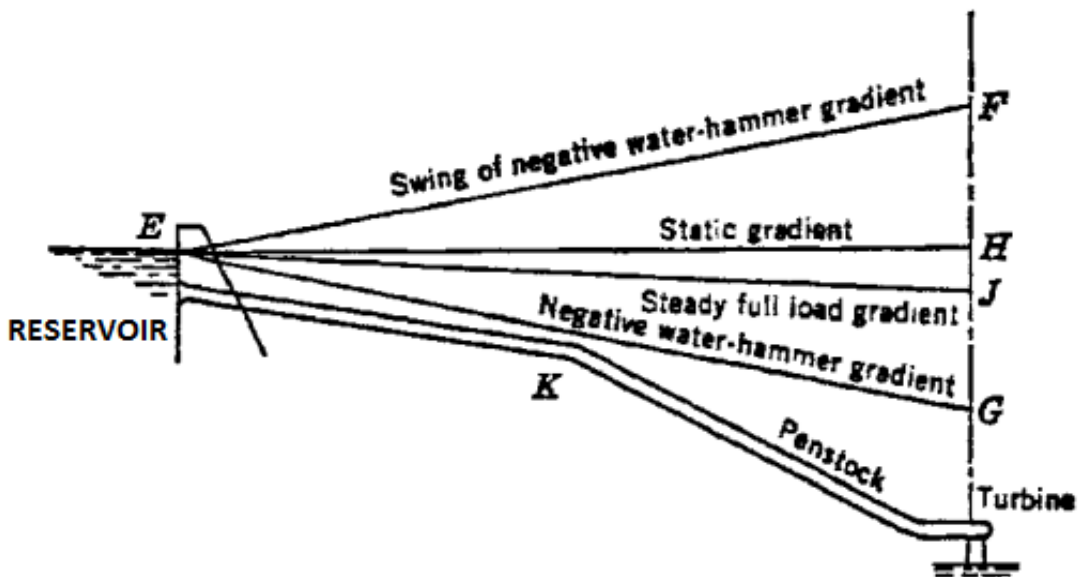 F
Swing of negative water-hammer gradient
E
Static gradient
H
J
Steady full load gradient
RESERVOIR
Negative water-hammer gradient
K
G
Penstock
Turbine